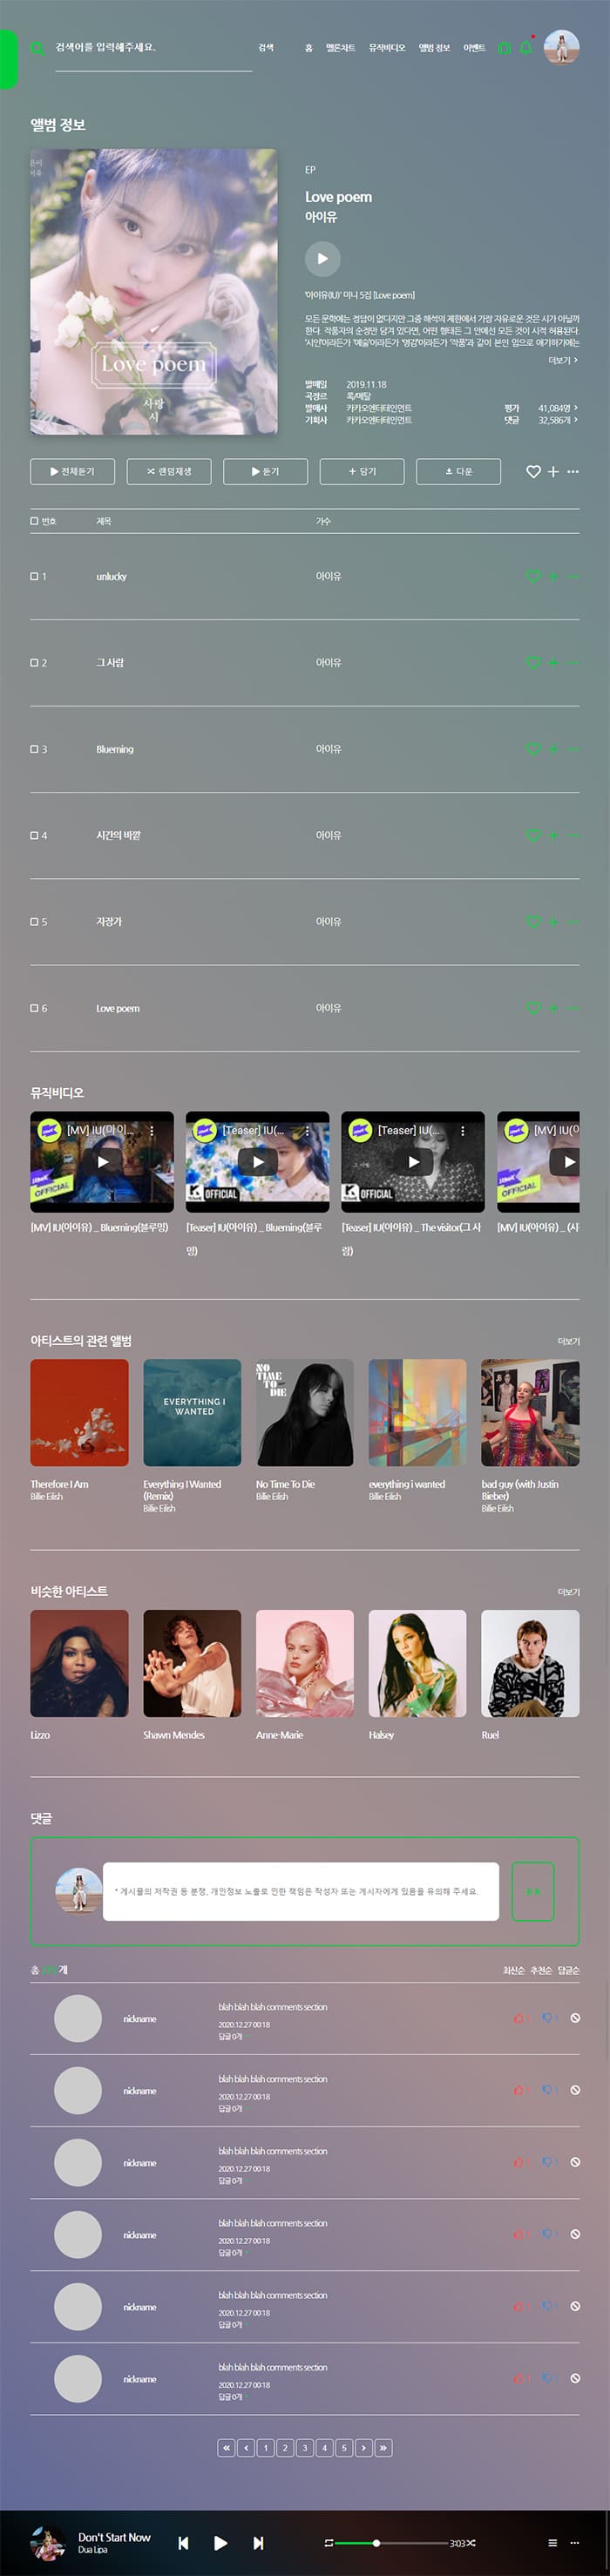 검색어를 입력해주세요.
검색
홈 멜론차트 뮤직비디오 앨범 정보 이벤트
앨범 정보
Love poem
사랑
시
EP
Love poem
아이유
'아이유(IU)' 미니 5집 [Love poem]
모든 문학에는 정답이 없다지만 그중 해석의 제한에서 가장 자유로운 것은 시가 아닐까
한다. 작품자의 순정만 담겨 있다면, 어떤 형태든 그 안에선 모든 것이 시적 허용된다.
'시인'이라든가 '예술'이라든가 '영감'이라든가 '작품'과 같이 본인 입으로 얘기하기에는
더보기
발매일 2019.11.18
곡장르 록/메탈
발매사 카카오엔터테인먼트 평가 41,084명
기획사 카카오엔터테인먼트 댓글 32,586개
전체듣기 랜덤재생 듣기 담기 다운
번호 제목 가수
1 unlucky 아이유
2 그 사람 아이유
3 Blueming 아이유
4 시간의 바깥 아이유
5 자장가 아이유
6 Love poem 아이유
뮤직비디오
[MV] IU(아이... [Teaser] IU(... [Teaser] IU(... [MV] IU(0
OFFICIAL OFFICIAL OFFICIAL OFFICIAL
[MV] IU(아이유) _ Blueming(블루밍) [Teaser] IU(아이유) _ Blueming(블루 [Teaser] IU(아이유) _ The visitor(그 사 [MV] IU(아이유) _ (시
밍) 람)
아티스트의 관련 앨범 더보기
EVERYTHING I
WANTED
NO
TIME
TO
DIE
Therefore I Am
Billie Eilish
Everything I Wanted
(Remix)
Billie Eilish
No Time To Die
Billie Eilish
everything i wanted
Billie Eilish
bad guy (with Justin
Bieber)
Billie Eilish
비슷한 아티스트 더보기
Lizzo Shawn Mendes Anne-Marie Halsey Ruel
댓글
* 게시물의 저작권 등 분쟁, 개인정보 노출로 인한 책임은 작성자 또는 게시자에게 있음을 유의해 주세요.
총 개 최신순 추천순 답글순
nickname
blah blah blah comments section
2020.12.27 00:18
답글 0개
nickname
blah blah blah comments section
2020.12.27 00:18
답글 0개
nickname
blah blah blah comments section
2020.12.27 00:18
답글 0개
nickname
blah blah blah comments section
2020.12.27 00:18
답글 0개
nickname
blah blah blah comments section
2020.12.27 00:18
답글 0개
nickname
blah blah blah comments section
2020.12.27 00:18
답글 0개
« ‹ 1 2 3 4 5 › »
Don't Start Now
Dua Lipa
3:03